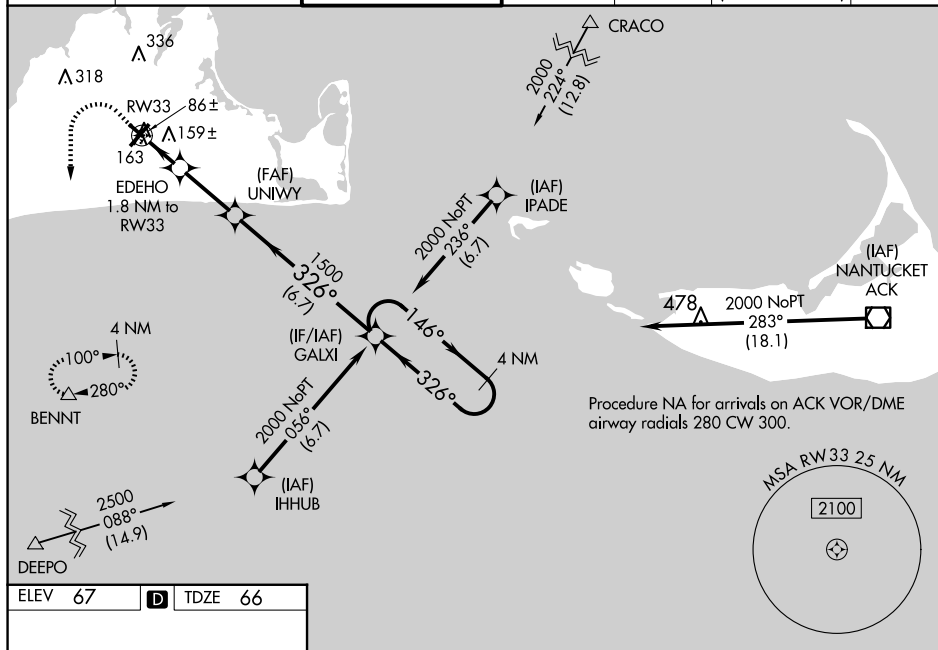 336
318
CRACO
2000
224°
(12.8)
RW33
86±
159±
163
EDEHO
1.8 NM to
RW33
(FAF)
UNIWY
(IAF)
IPADE
2000 NoPT
236°
(6.7)
(IAF)
NANTUCKET
ACK
478
2000 NoPT
283°
(18.1)
1500
326°
(6.7)
(IF/IAF)
GALXI
146°
326°
4 NM
4 NM
100°
280°
BENNT
2000 NoPT
056°
(6.7)
(IAF)
IHHUB
Procedure NA for arrivals on ACK VOR/DME
airway radials 280 CW 300.
MSA RW33 25 NM
2100
2500
088°
(14.9)
DEEPO
ELEV 67 D TDZE 66